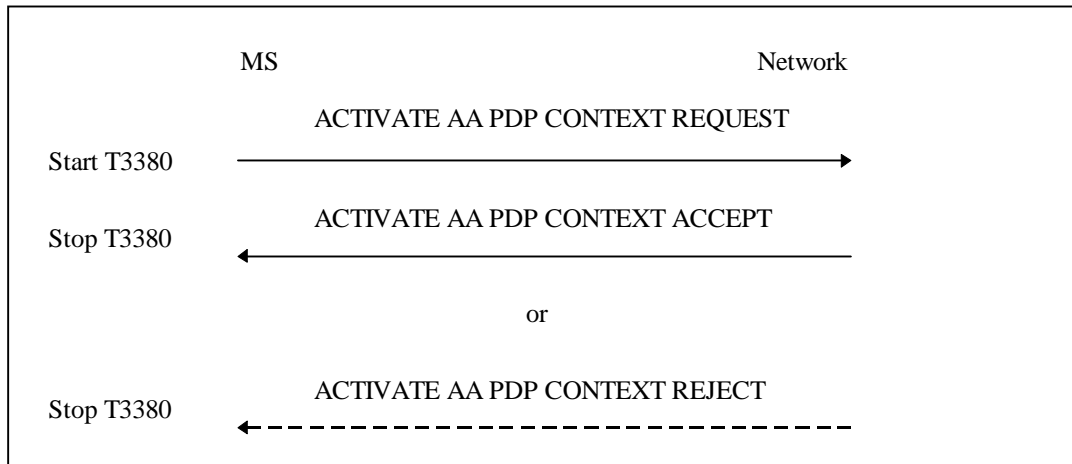 MS Network
ACTIVATE AA PDP CONTEXT REQUEST
Start T3380
ACTIVATE AA PDP CONTEXT ACCEPT
Stop T3380
or
ACTIVATE AA PDP CONTEXT REJECT
Stop T3380